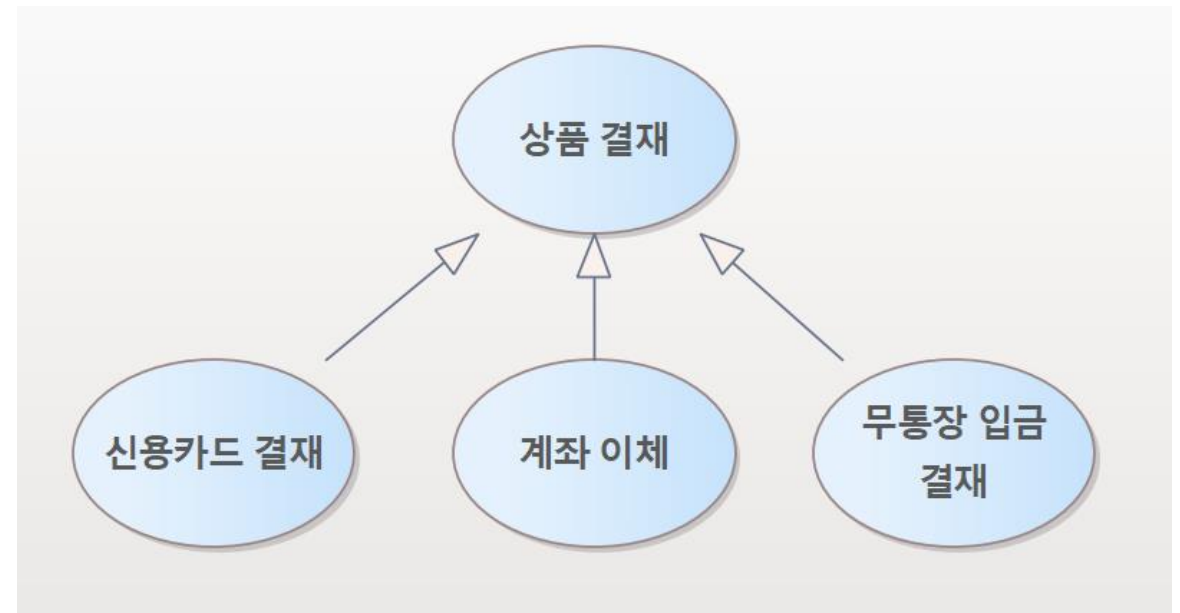 상품 결재
신용카드 결재
계좌 이체
무통장 입금
결재